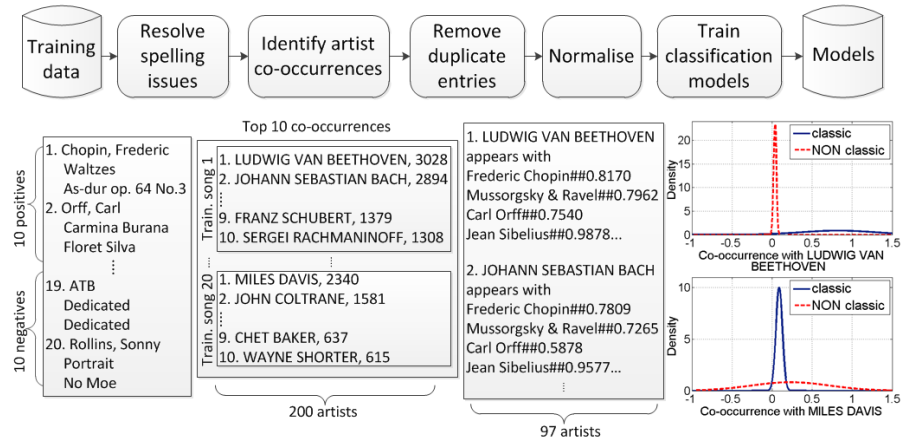 Training
data
Resolve
spelling
issues
Identify artist
co-occurrences
Remove
duplicate
entries
Normalise
Train
classification
models
Models
10 positives
10 negatives
1. Chopin, Frederic
Waltzes
As-dur op. 64 No.3
2. Orff, Carl
Carmina Burana
Floret Silva
⋮
19. ATB
Dedicated
Dedicated
20. Rollins, Sonny
Portrait
No Moe
Top 10 co-occurrences
Train. song 1
1. LUDWIG VAN BEETHOVEN, 3028
2. JOHANN SEBASTIAN BACH, 2894
⋮
9. FRANZ SCHUBERT, 1379
10. SERGEI RACHMANINOFF, 1308
Train. song 20
1. MILES DAVIS, 2340
2. JOHN COLTRANE, 1581
⋮
9. CHET BAKER, 637
10. WAYNE SHORTER, 615
200 artists
1. LUDWIG VAN BEETHOVEN
appears with
Frederic Chopin##0.8170
Mussorgsky & Ravel##0.7962
Carl Orff##0.7540
Jean Sibelius##0.9878...
2. JOHANN SEBASTIAN BACH
appears with
Frederic Chopin##0.7809
Mussorgsky & Ravel##0.7265
Carl Orff##0.5878
Jean Sibelius##0.9577...
⋮
97 artists
classic
NON classic
Density
20
15
10
5
0
-1 -0.5 0 0.5 1 1.5
Co-occurrence with LUDWIG VAN
BEETHOVEN
classic
NON classic
Density
10
5
0
-1 -0.5 0 0.5 1 1.5
Co-occurrence with MILES DAVIS